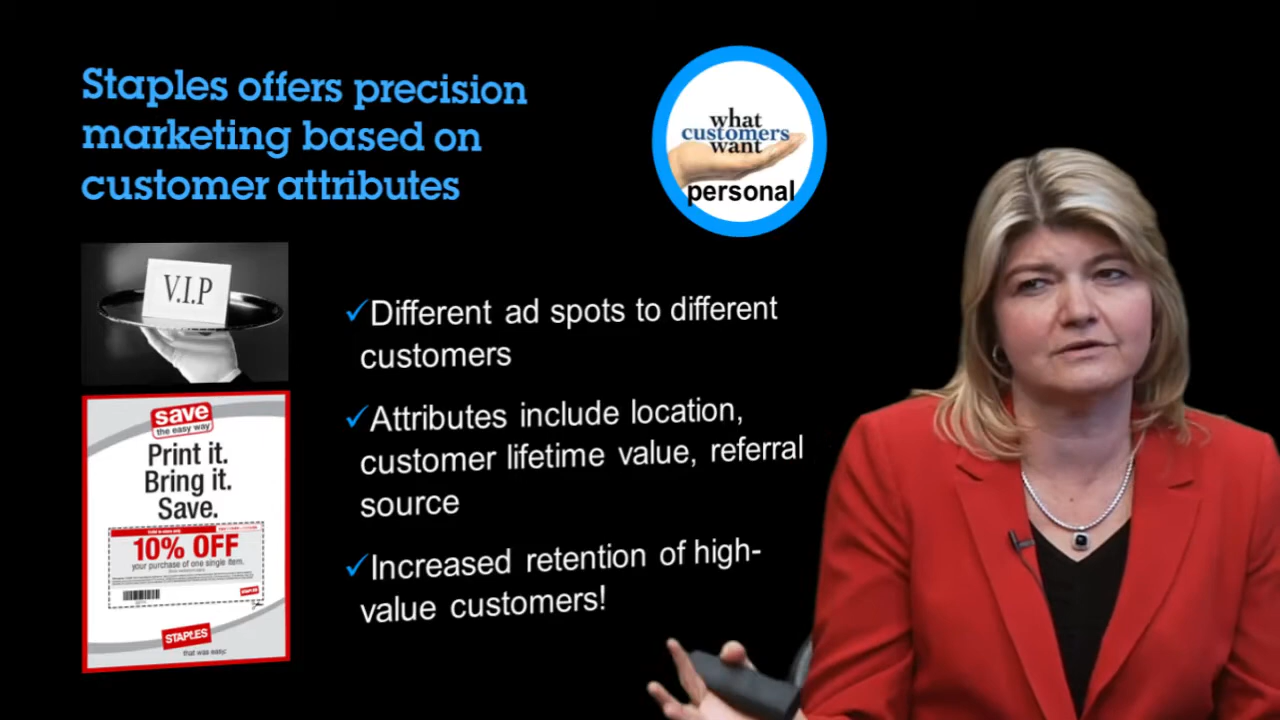 Staples offers precision
marketing based on
customer attributes
what
customers
want
personal
V.I.P
✓Different ad spots to different
customers
✓Attributes include location,
customer lifetime value, referral
source
✓Increased retention of high-
value customers!
save
the easy way
Print it.
Bring it.
Save.
10% OFF
your purchase of one single item.
STAPLES
STAPLES
that was easy.